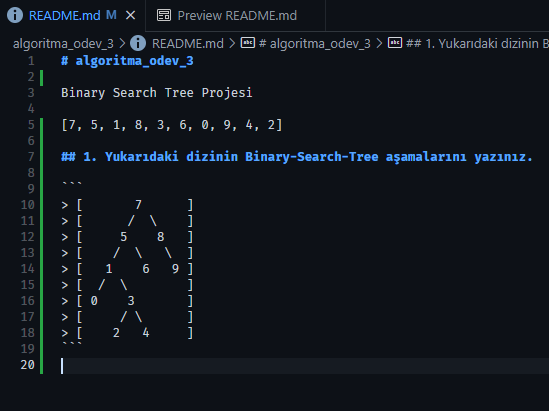 README.md M × Preview README.md
algoritma_odev_3 > README.md > # algoritma_odev_3 > ## 1. Yukarıdaki dizinin B
1 # algoritma_odev_3
2
3 Binary Search Tree Projesi
4
5 [7, 5, 1, 8, 3, 6, 0, 9, 4, 2]
6
7 ## 1. Yukarıdaki dizinin Binary-Search-Tree aşamalarını yazınız.
8
9 ```
10 > [       7      ]
11 > [      /  \    ]
12 > [     5    8   ]
13 > [    /  \   \  ]
14 > [   1    6   9 ]
15 > [  /  \        ]
16 > [ 0    3       ]
17 > [     / \      ]
18 > [    2   4     ]
19 ```
20